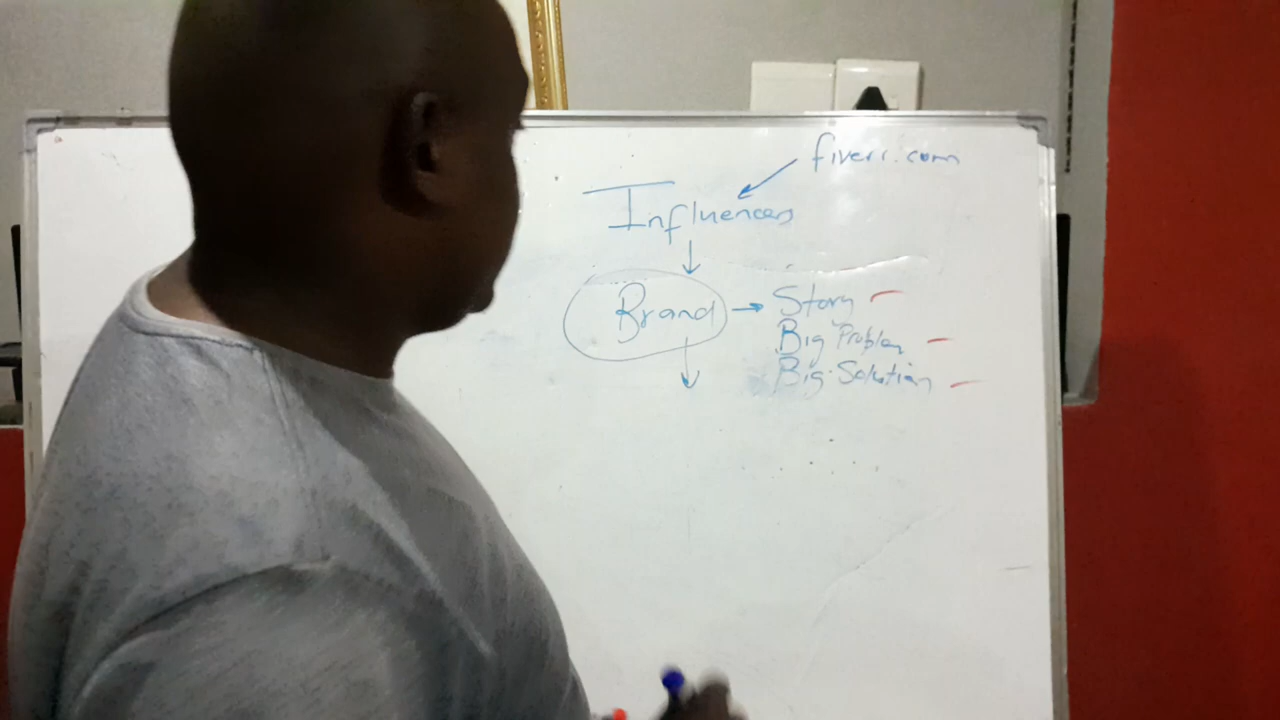 fiverr.com
Influencers
Brand → Story
Big Problem
Big Solution